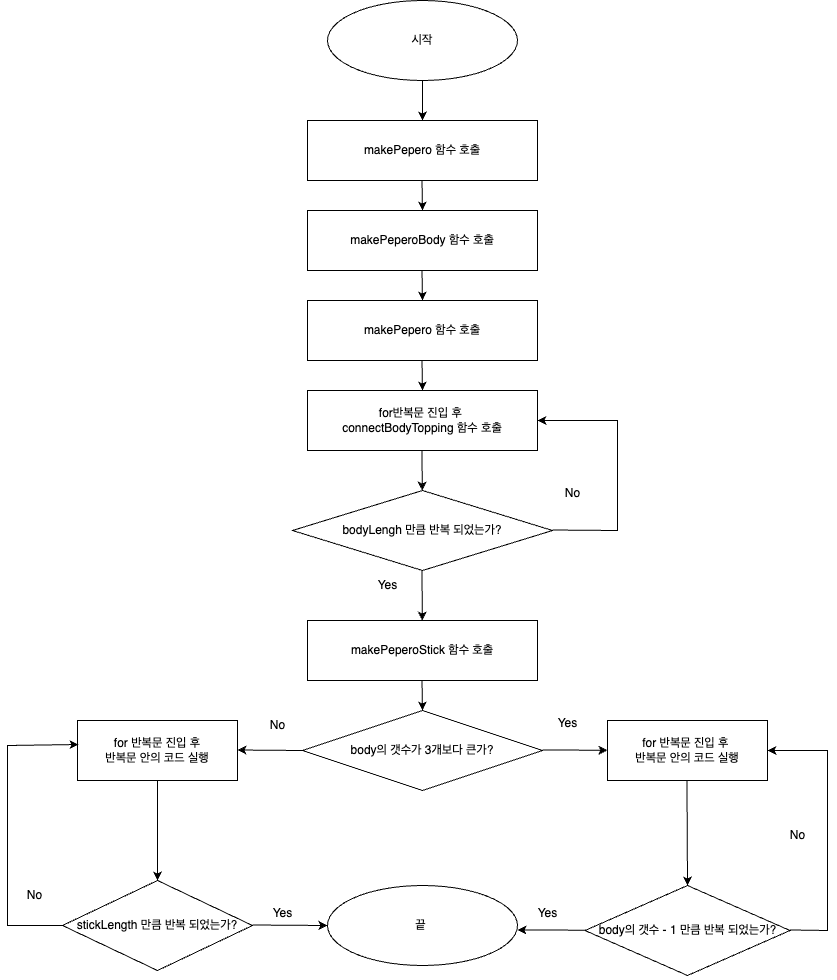 시작
makePepero 함수 호출
makePeperoBody 함수 호출
makePepero 함수 호출
for반복문 진입 후
connectBodyTopping 함수 호출
No
bodyLengh 만큼 반복 되었는가?
Yes
makePeperoStick 함수 호출
No
Yes
for 반복문 진입 후
반복문 안의 코드 실행
body의 갯수가 3개보다 큰가?
for 반복문 진입 후
반복문 안의 코드 실행
No
No
stickLength 만큼 반복 되었는가?
Yes
끝
Yes
body의 갯수 - 1 만큼 반복 되었는가?